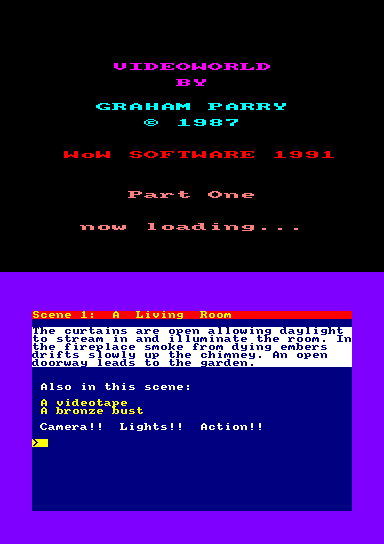 VIDEOWORLD
BY
GRAHAM PARRY
© 1987
WoW SOFTWARE 1991
Part One
now loading...
Scene 1:  A  Living  Room
The curtains are open allowing daylight
to stream in and illuminate the room. In
the fireplace smoke from dying embers
drifts slowly up the chimney. An open
doorway leads to the garden.
Also in this scene:
A videotape
A bronze bust
Camera!!  Lights!!  Action!!
>